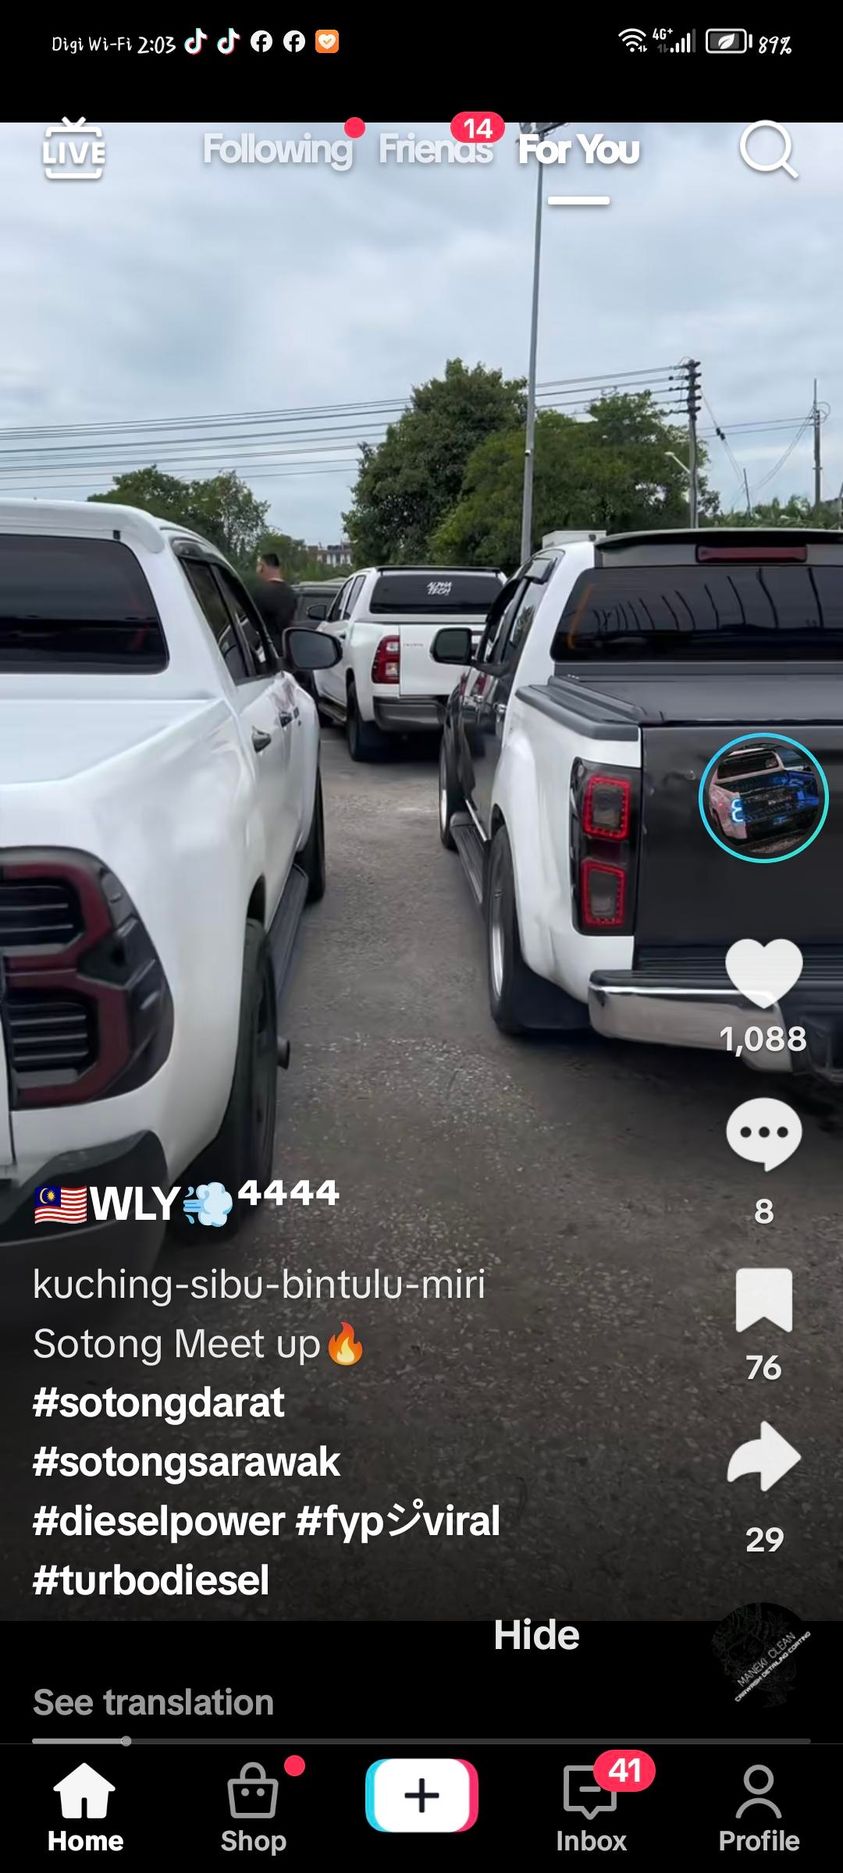 Digi Wi-Fi 2:03
4G+
89%
LIVE
Following
Friends
14
For You
ALPHA
TECH
1,088
🇲🇾WLY💨⁴⁴⁴⁴
8
kuching-sibu-bintulu-miri
Sotong Meet up🔥
76
#sotongdarat
#sotongsarawak
#dieselpower #fypシviral
29
#turbodiesel
Hide
MANEKI CLEAN
CARWASH DETAILING COATING
See translation
Home
Shop
41
Inbox
Profile